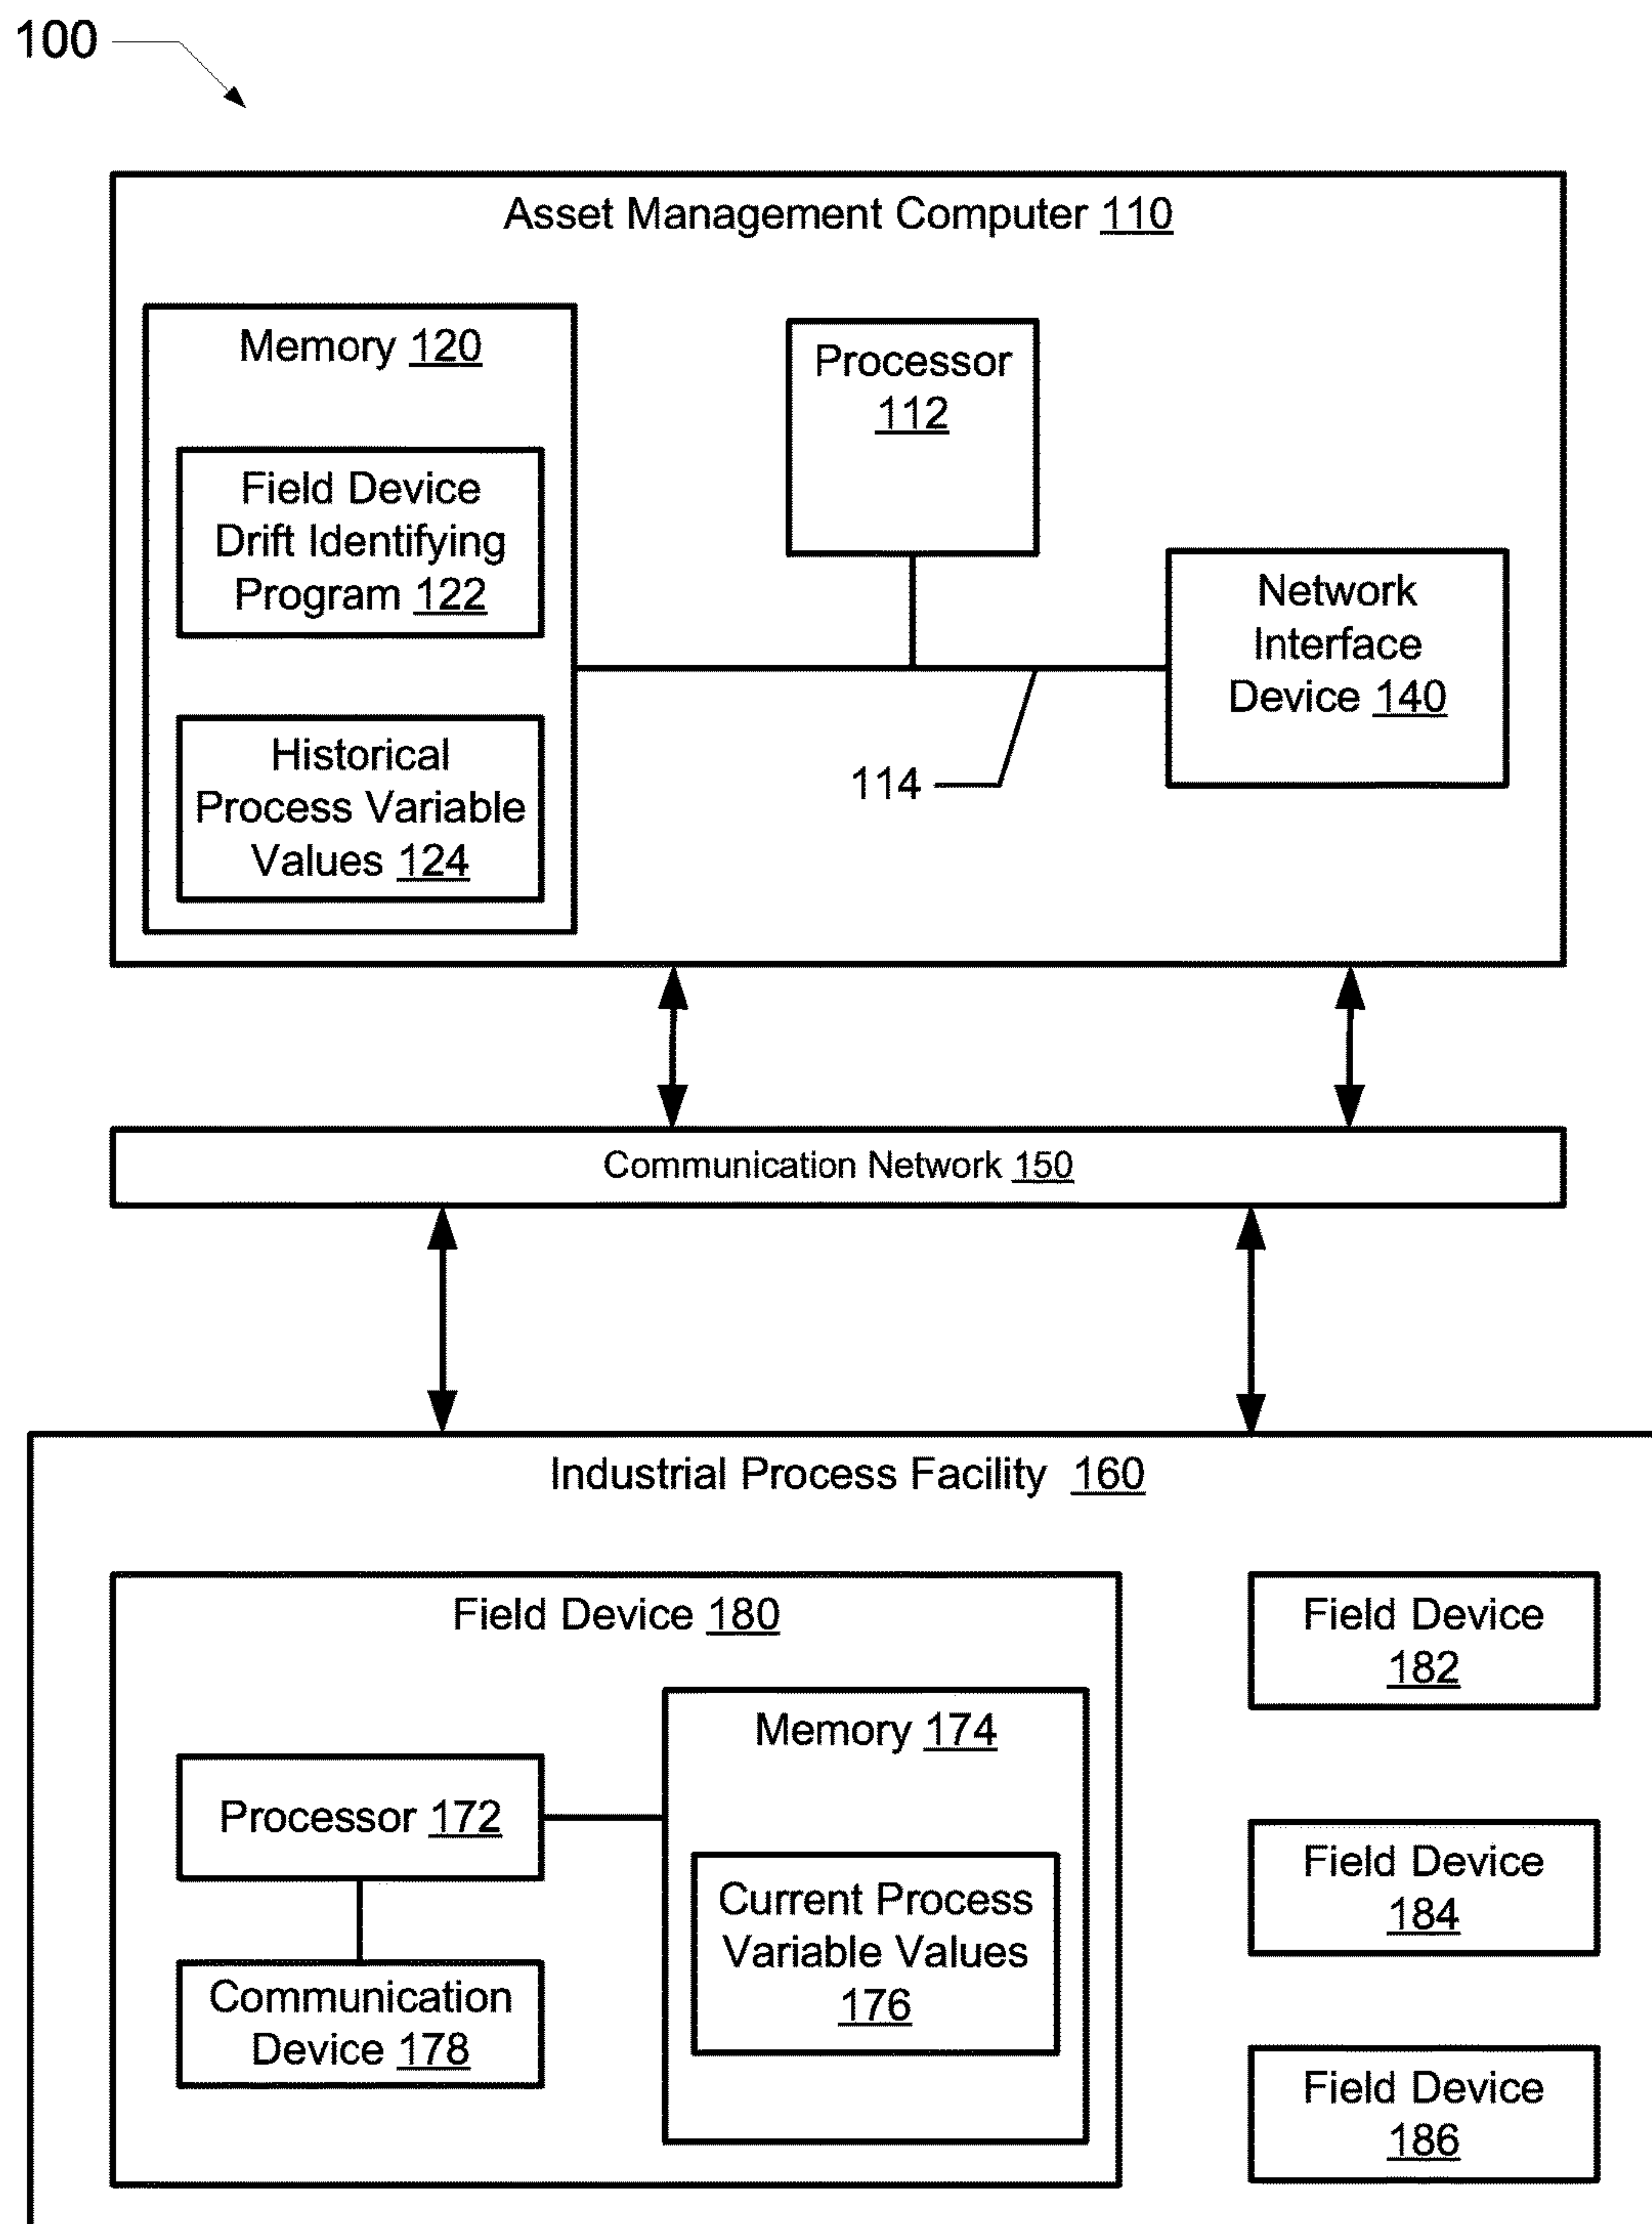 100
Asset Management Computer 110
Memory 120
Field Device
Drift Identifying
Program 122
Historical
Process Variable
Values 124
Processor
112
114
Network
Interface
Device 140
Communication Network 150
Industrial Process Facility 160
Field Device 180
Processor 172
Communication
Device 178
Memory 174
Current Process
Variable Values
176
Field Device
182
Field Device
184
Field Device
186